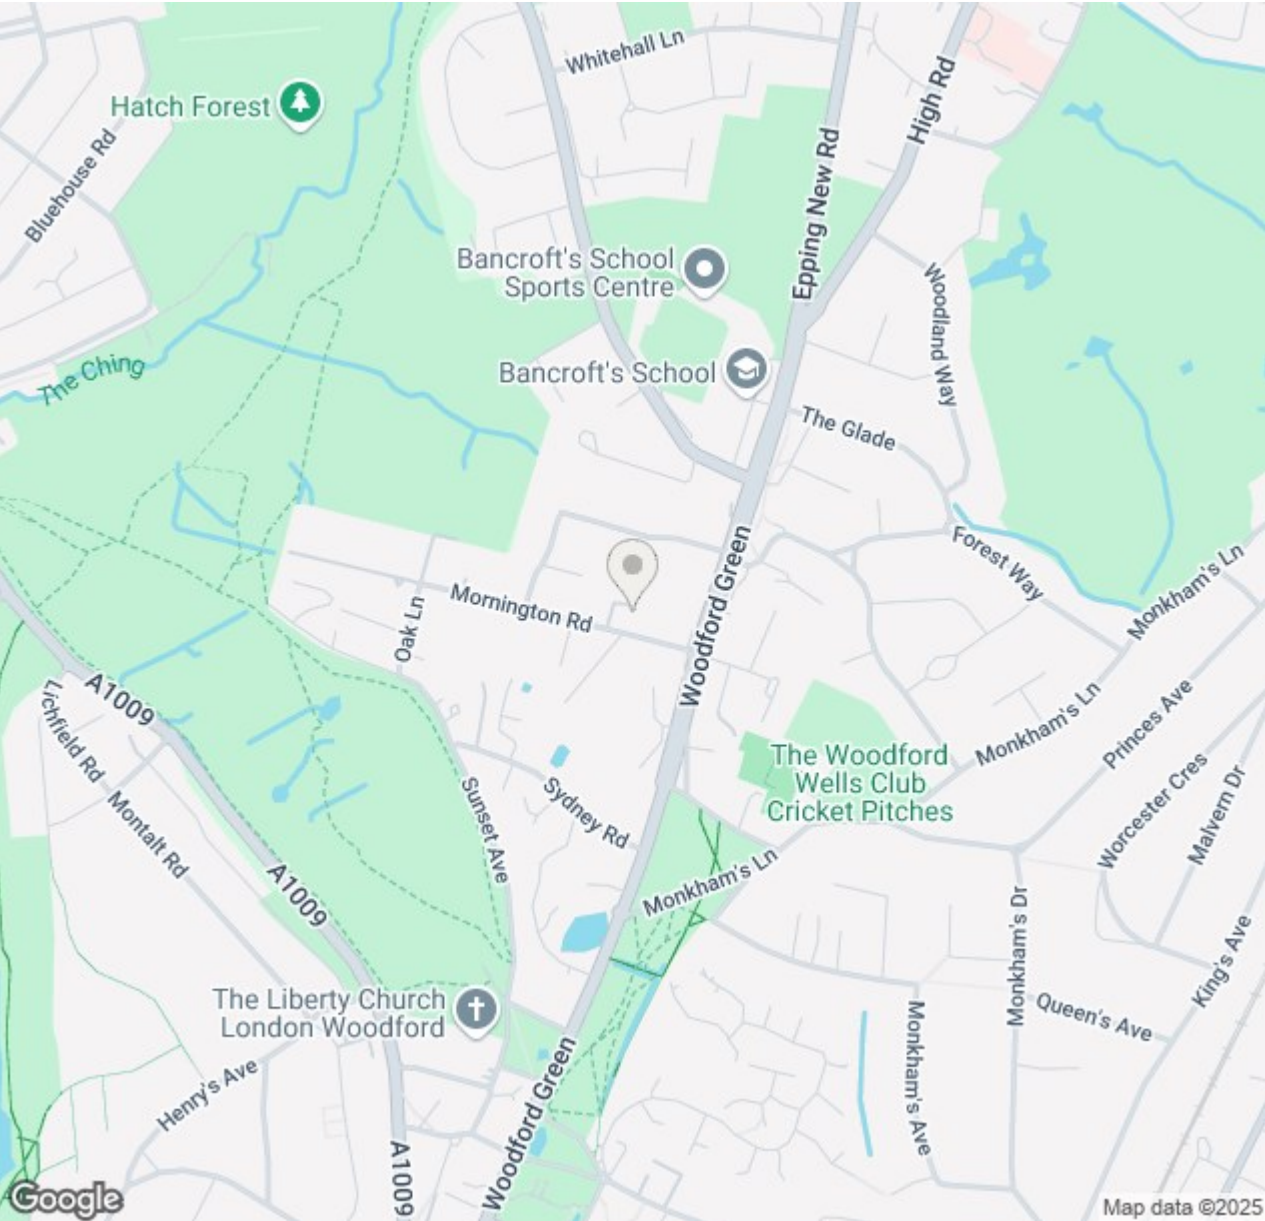 Whitehall Ln
High Rd
Hatch Forest
Bluehouse Rd
Epping New Rd
Bancroft's School
Sports Centre
Woodland Way
The Ching
Bancroft's School
The Glade
Forest Way
Woodford Green
Monkham's Ln
Mornington Rd
Oak Ln
A1009
Lichfield Rd
Monkham's Ln
Princes Ave
The Woodford
Wells Club
Cricket Pitches
Worcester Cres
Malvern Dr
Sunset Ave
Sydney Rd
Montalt Rd
A1009
Monkham's Ln
Monkham's Dr
King's Ave
The Liberty Church
London Woodford
Queen's Ave
Monkham's Ave
Henry's Ave
Woodford Green
A1009
Google
Map data ©2025